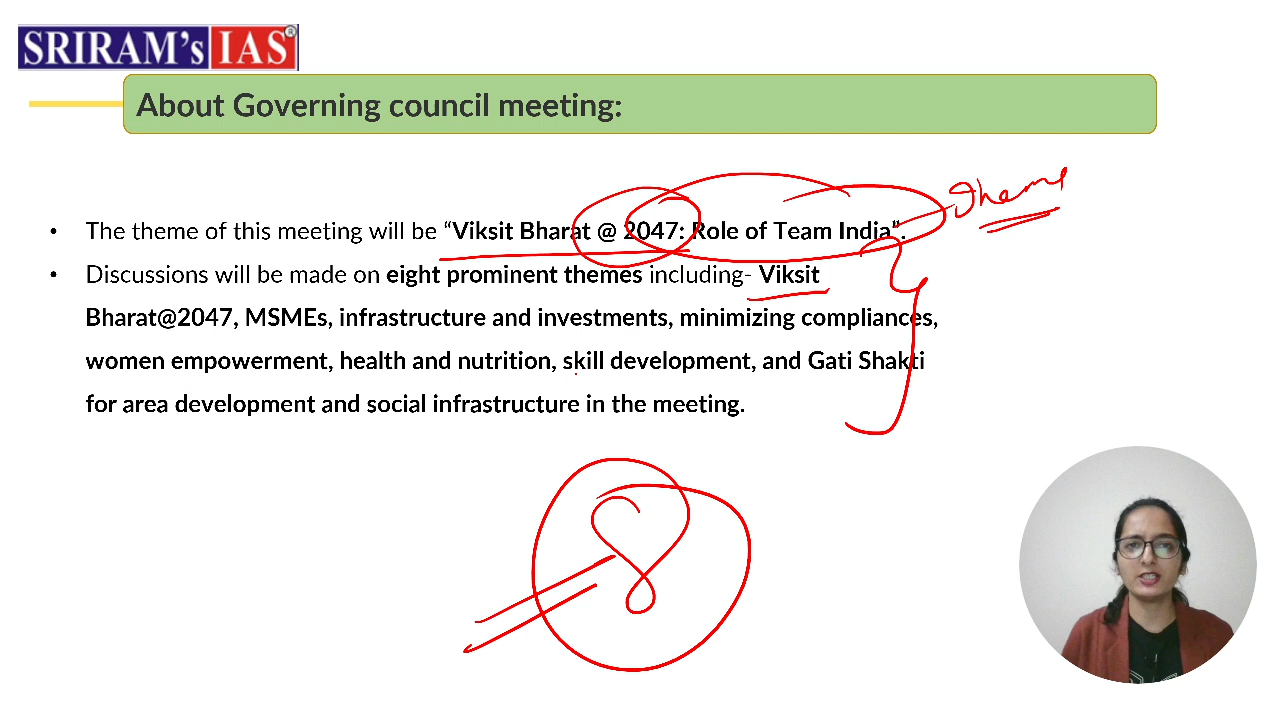 SRIRAM's IAS®
About Governing council meeting:
• The theme of this meeting will be “Viksit Bharat @ 2047: Role of Team India”.
Theme
• Discussions will be made on eight prominent themes including- Viksit
Bharat@2047, MSMEs, infrastructure and investments, minimizing compliances,
women empowerment, health and nutrition, skill development, and Gati Shakti
for area development and social infrastructure in the meeting.
8